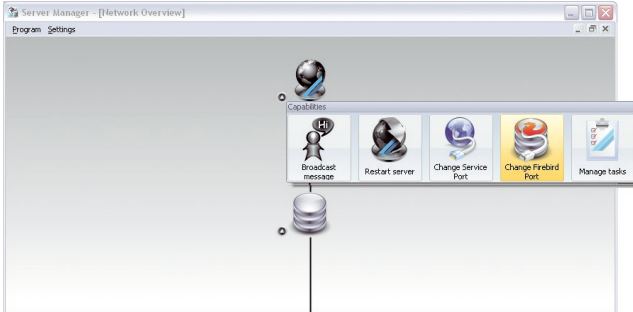 Server Manager - [Network Overview]
Program Settings
Capabilities
Hi
Broadcast
message
Restart server
Change Service
Port
Change Firebird
Port
Manage tasks